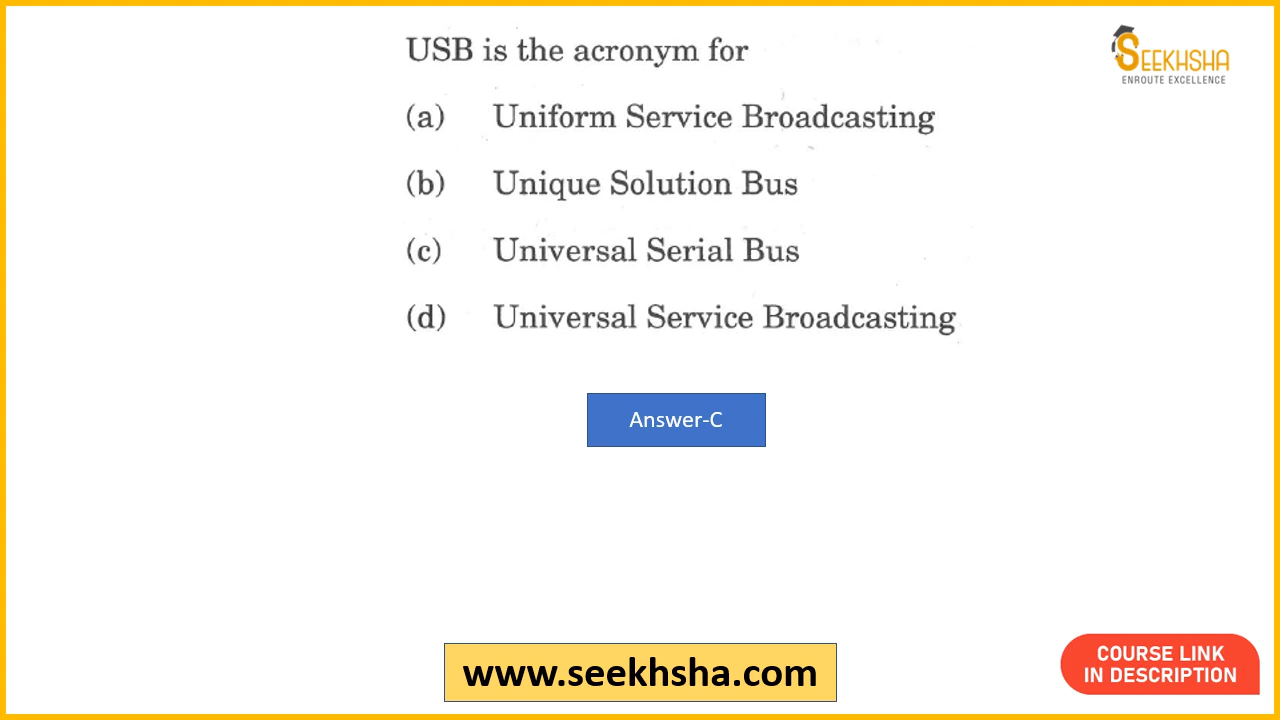 USB is the acronym for
(a) Uniform Service Broadcasting
(b) Unique Solution Bus
(c) Universal Serial Bus
(d) Universal Service Broadcasting
Answer-C
SEEKHSHA
ENROUTE EXCELLENCE
www.seekhsha.com
COURSE LINK
IN DESCRIPTION